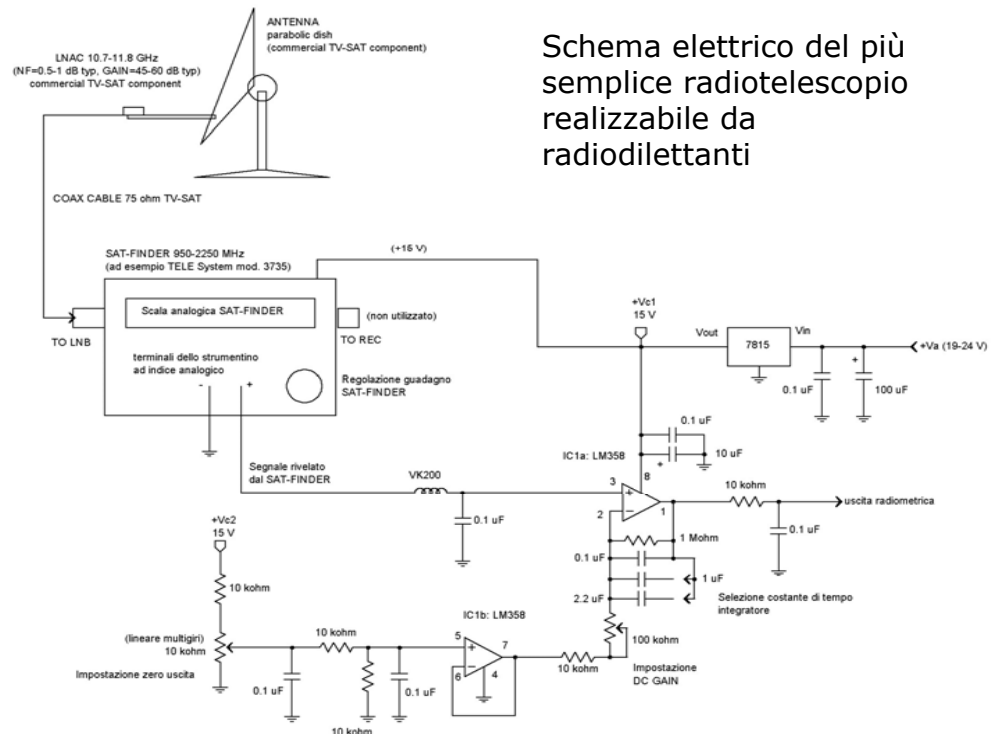 ANTENNA
parabolic dish
(commercial TV-SAT component)
Schema elettrico del più
semplice radiotelescopio
realizzabile da
radiodilettanti
LNAC 10.7-11.8 GHz
(NF=0.5-1 dB typ, GAIN=45-60 dB typ)
commercial TV-SAT component
COAX CABLE 75 ohm TV-SAT
SAT-FINDER 950-2250 MHz
(ad esempio TELE System mod. 3735)
(+15 V)
Scala analogica SAT-FINDER
(non utilizzato)
TO LNB
TO REC
terminali dello strumentino
ad indice analogico
- +
Regolazione guadagno
SAT-FINDER
+Vc1
15 V
Vout
Vin
7815
+Va (19-24 V)
0.1 uF
100 uF
+
0.1 uF
10 uF
+
IC1a: LM358
8
Segnale rivelato
dal SAT-FINDER
VK200
0.1 uF
3
+
2
-
1
10 kohm
uscita radiometrica
0.1 uF
1 Mohm
0.1 uF
1 uF
2.2 uF
Selezione costante di tempo
integratore
+Vc2
15 V
10 kohm
(lineare multigiri)
10 kohm
Impostazione zero uscita
0.1 uF
10 kohm
0.1 uF
10 kohm
IC1b: LM358
5
+
6
-
7
4
10 kohm
100 kohm
Impostazione
DC GAIN